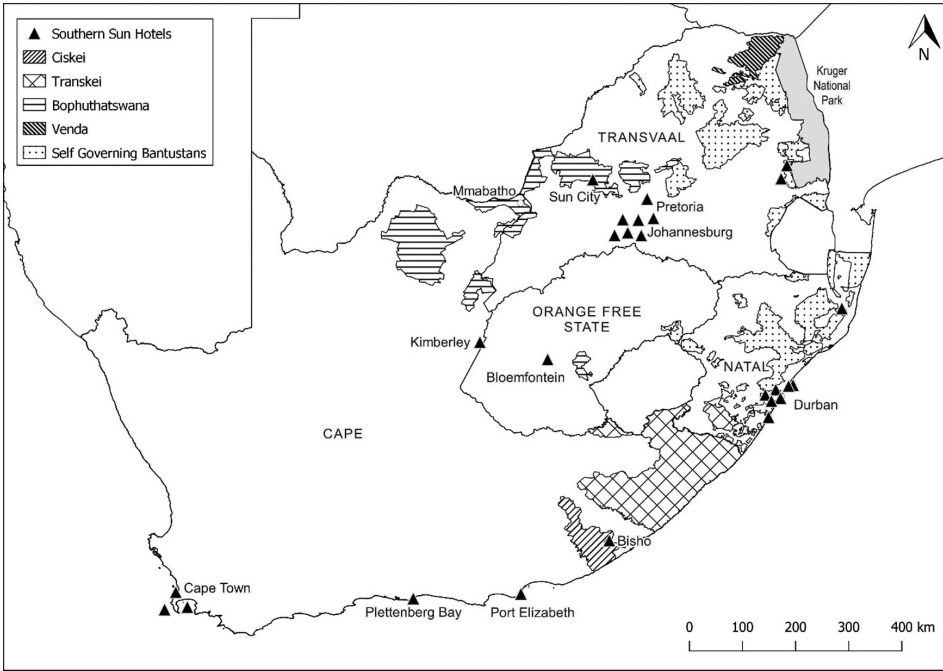 Southern Sun Hotels
Ciskei
Transkei
Bophuthatswana
Venda
Self Governing Bantustans
N
Kruger
National
Park
TRANSVAAL
Mmabatho
Sun City
Pretoria
Johannesburg
ORANGE FREE
STATE
Kimberley
Bloemfontein
NATAL
Durban
CAPE
Bisho
Cape Town
Plettenberg Bay
Port Elizabeth
0 100 200 300 400 km